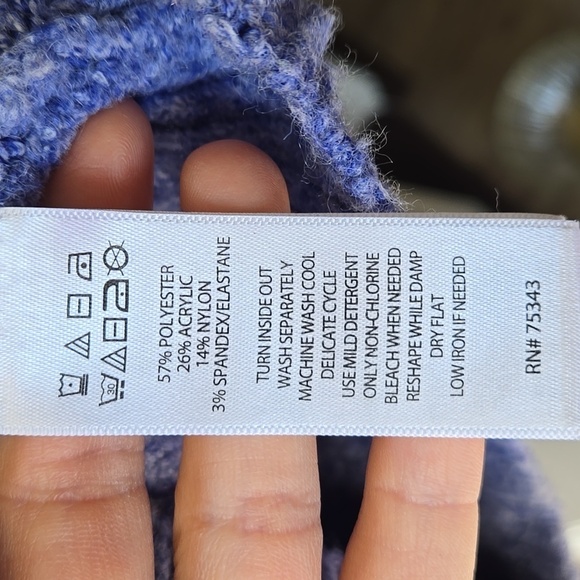 30
57% POLYESTER
26% ACRYLIC
14% NYLON
3% SPANDEX/ELASTANE
TURN INSIDE OUT
WASH SEPARATELY
MACHINE WASH COOL
DELICATE CYCLE
USE MILD DETERGENT
ONLY NON-CHLORINE
BLEACH WHEN NEEDED
RESHAPE WHILE DAMP
DRY FLAT
LOW IRON IF NEEDED
RN# 75343